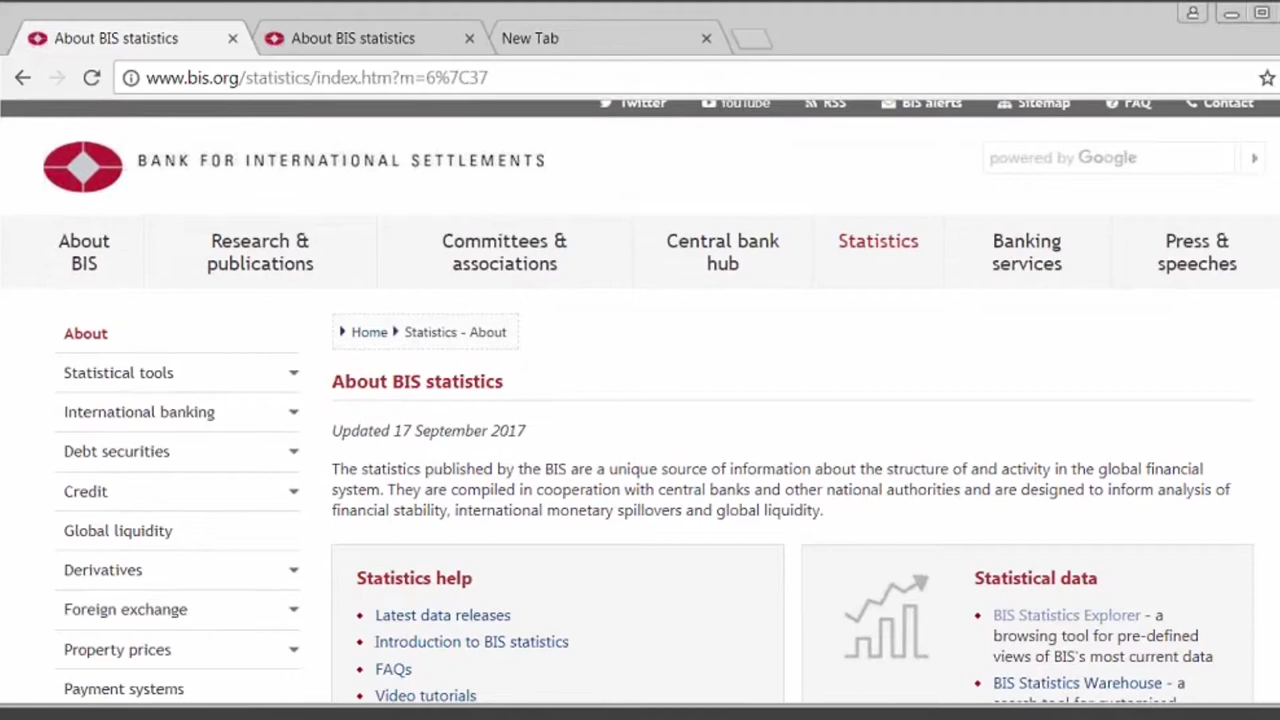 About BIS statistics
About BIS statistics
New Tab
www.bis.org/statistics/index.htm?m=6%7C37
Twitter YouTube RSS BIS alerts Sitemap FAQ Contact
BANK FOR INTERNATIONAL SETTLEMENTS
powered by Google
About
BIS
Research &
publications
Committees &
associations
Central bank
hub
Statistics
Banking
services
Press &
speeches
About
Statistical tools
International banking
Debt securities
Credit
Global liquidity
Derivatives
Foreign exchange
Property prices
Payment systems
Home Statistics - About
About BIS statistics
Updated 17 September 2017
The statistics published by the BIS are a unique source of information about the structure of and activity in the global financial
system. They are compiled in cooperation with central banks and other national authorities and are designed to inform analysis of
financial stability, international monetary spillovers and global liquidity.
Statistics help
Latest data releases
Introduction to BIS statistics
FAQs
Video tutorials
Statistical data
BIS Statistics Explorer - a
browsing tool for pre-defined
views of BIS's most current data
BIS Statistics Warehouse - a